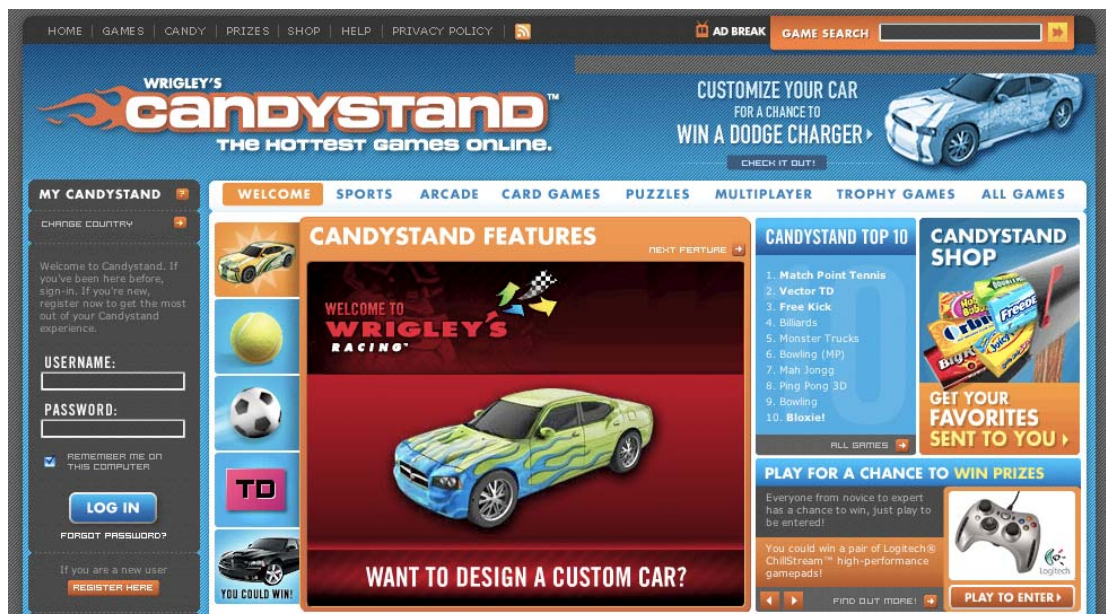 HOME | GAMES | CANDY | PRIZES | SHOP | HELP | PRIVACY POLICY |
AD BREAK
GAME SEARCH
WRIGLEY'S
CANDYSTAND™
THE HOTTEST GAMES ONLINE.
CUSTOMIZE YOUR CAR
FOR A CHANCE TO
WIN A DODGE CHARGER
CHECK IT OUT!
MY CANDYSTAND ?
CHANGE COUNTRY
Welcome to Candystand. If
you've been here before,
sign-in. If you're new,
register now to get the most
out of your Candystand
experience.
USERNAME:
PASSWORD:
REMEMBER ME ON
THIS COMPUTER
LOG IN
FORGOT PASSWORD?
If you are a new user
REGISTER HERE
WELCOME SPORTS ARCADE CARD GAMES PUZZLES MULTIPLAYER TROPHY GAMES ALL GAMES
TD
YOU COULD WIN!
CANDYSTAND FEATURES
NEXT FEATURE
WELCOME TO
WRIGLEY'S
RACING™
WANT TO DESIGN A CUSTOM CAR?
CANDYSTAND TOP 10
1. Match Point Tennis
2. Vector TD
3. Free Kick
4. Billiards
5. Monster Trucks
6. Bowling (MP)
7. Mah Jongg
8. Ping Pong 3D
9. Bowling
10. Bloxie!
ALL GAMES
CANDYSTAND
SHOP
Orbit
Juicy
Big Red
GET YOUR
FAVORITES
SENT TO YOU
PLAY FOR A CHANCE TO WIN PRIZES
Everyone from novice to expert
has a chance to win, just play to
be entered!
You could win a pair of Logitech®
ChillStream™ high-performance
gamepads!
FIND OUT MORE!
Logitech
PLAY TO ENTER